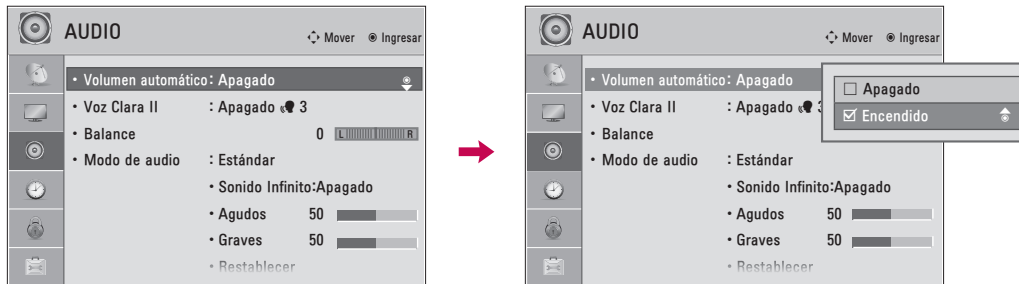 AUDIO
Mover Ingresar
• Volumen automático: Apagado
• Voz Clara II : Apagado 3
• Balance 0 L R
• Modo de audio : Estándar
• Sonido Infinito:Apagado
• Agudos 50
• Graves 50
• Restablecer
AUDIO
Mover Ingresar
• Volumen automático: Apagado
• Voz Clara II : Apagado 3
• Balance
• Modo de audio : Estándar
• Sonido Infinito:Apagado
• Agudos 50
• Graves 50
• Restablecer
Apagado
Encendido